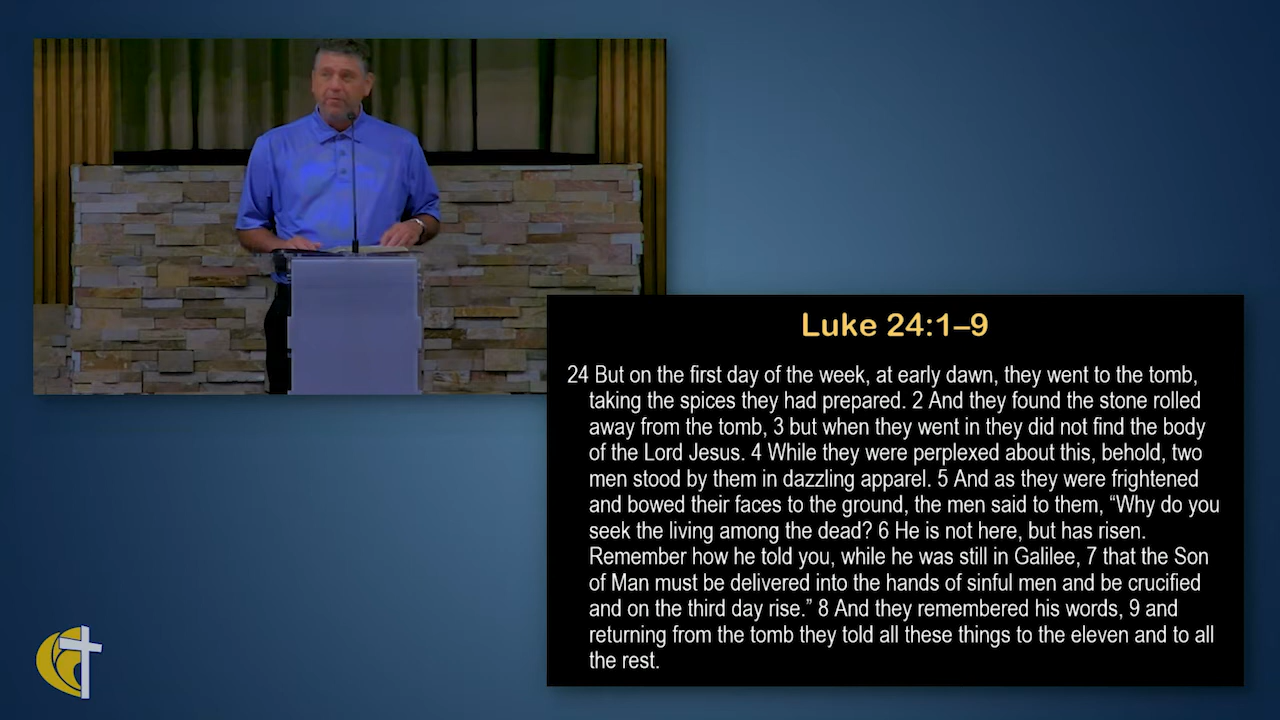 Luke 24:1–9
24 But on the first day of the week, at early dawn, they went to the tomb,
taking the spices they had prepared. 2 And they found the stone rolled
away from the tomb, 3 but when they went in they did not find the body
of the Lord Jesus. 4 While they were perplexed about this, behold, two
men stood by them in dazzling apparel. 5 And as they were frightened
and bowed their faces to the ground, the men said to them, “Why do you
seek the living among the dead? 6 He is not here, but has risen.
Remember how he told you, while he was still in Galilee, 7 that the Son
of Man must be delivered into the hands of sinful men and be crucified
and on the third day rise.” 8 And they remembered his words, 9 and
returning from the tomb they told all these things to the eleven and to all
the rest.